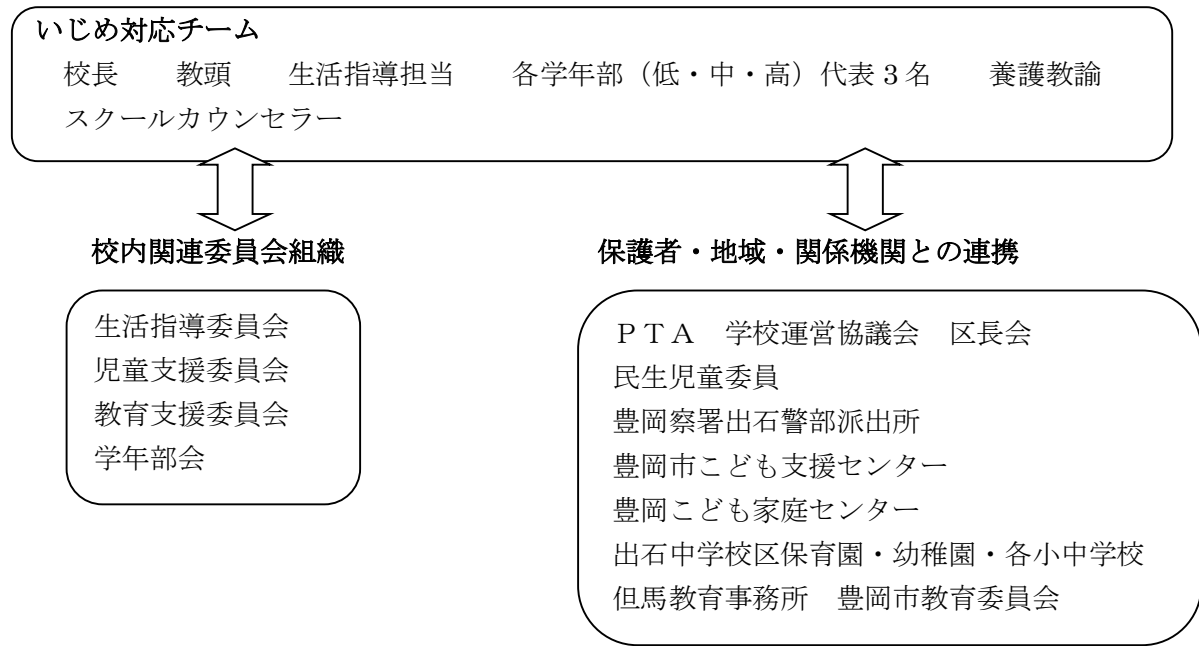 いじめ対応チーム
校長　　教頭　　生活指導担当　　各学年部（低・中・高）代表３名　　養護教諭
スクールカウンセラー
校内関連委員会組織
生活指導委員会
児童支援委員会
教育支援委員会
学年部会
保護者・地域・関係機関との連携
ＰＴＡ　学校運営協議会　区長会
民生児童委員
豊岡察署出石警部派出所
豊岡市こども支援センター
豊岡こども家庭センター
出石中学校区保育園・幼稚園・各小中学校
但馬教育事務所　豊岡市教育委員会